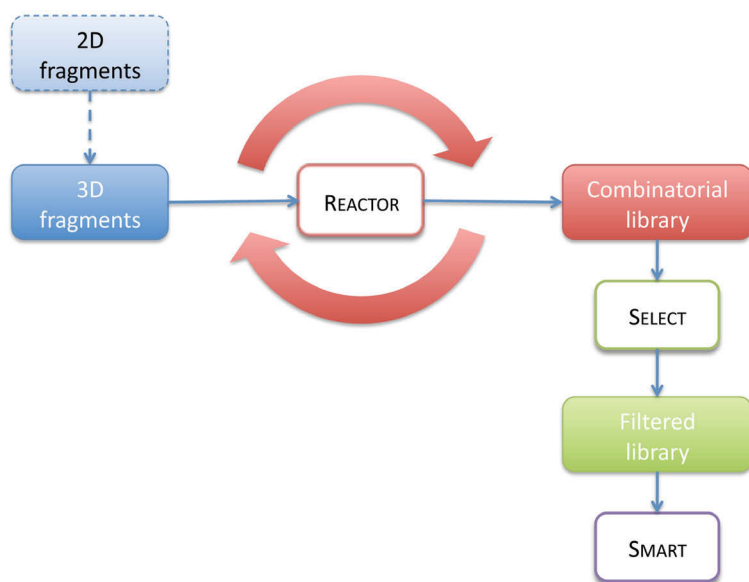 2D
fragments
3D
fragments
REACTOR
Combinatorial
library
SELECT
Filtered
library
SMART